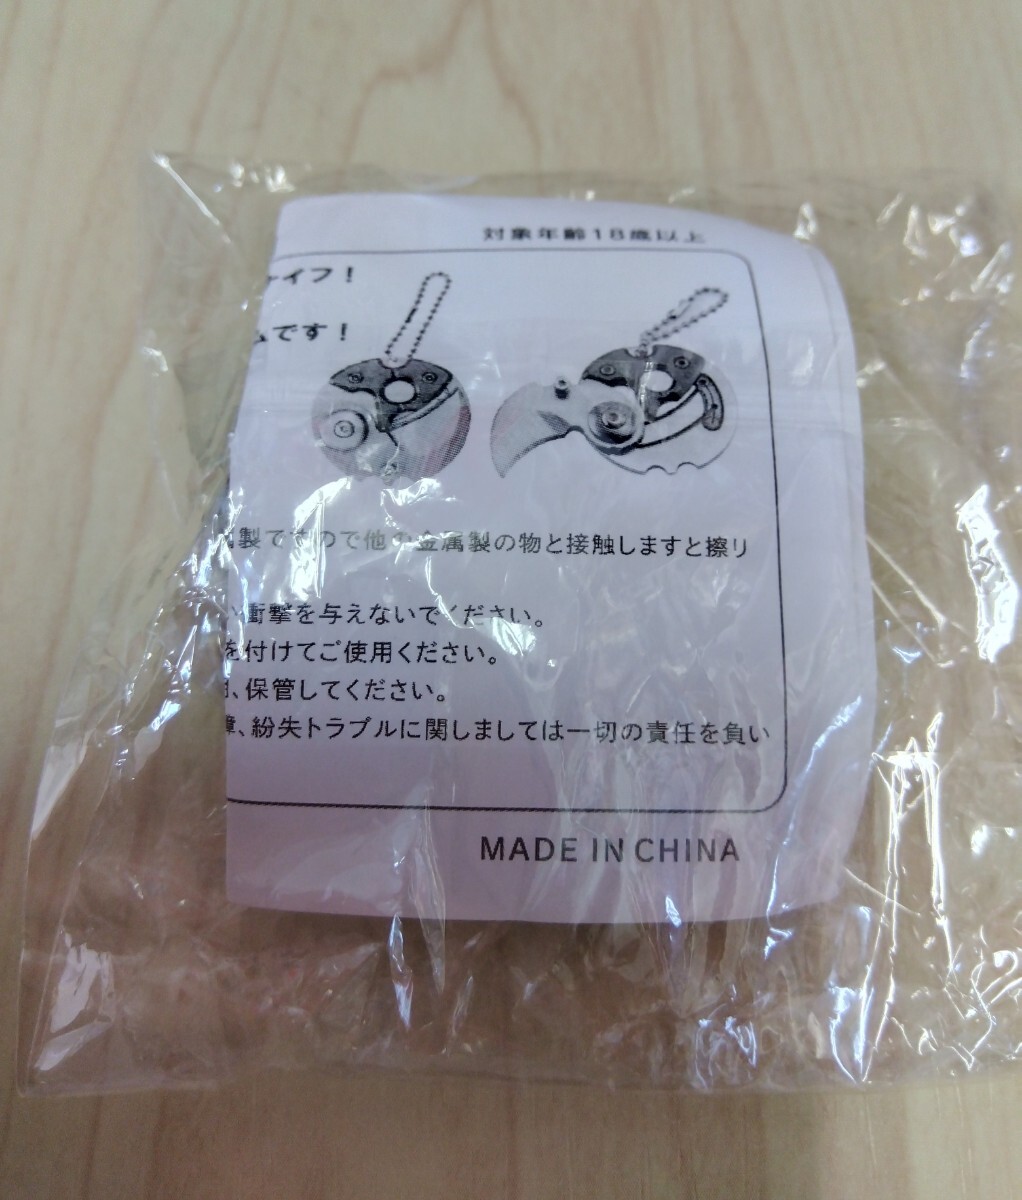 対象年齢18歳以上
ナイフ！
ムです！
製ですので他の金属製の物と接触しますと擦り
衝撃を与えないでください。
を付けてご使用ください。
、保管してください。
、紛失トラブルに関しましては一切の責任を負い
MADE IN CHINA